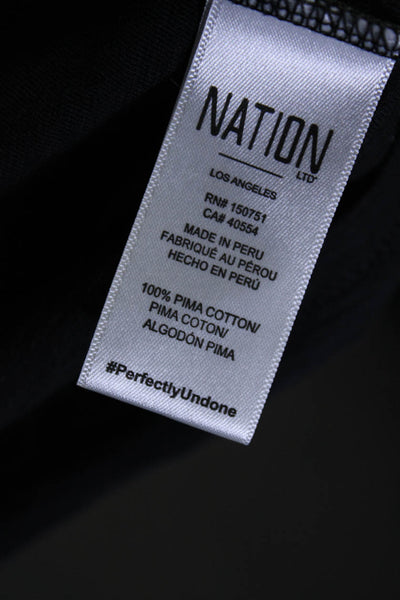 NATION
LTD
LOS ANGELES
RN# 150751
CA# 40554
MADE IN PERU
FABRIQUÉ AU PÉROU
HECHO EN PERÚ
100% PIMA COTTON/
PIMA COTON/
ALGODÓN PIMA
#PerfectlyUndone